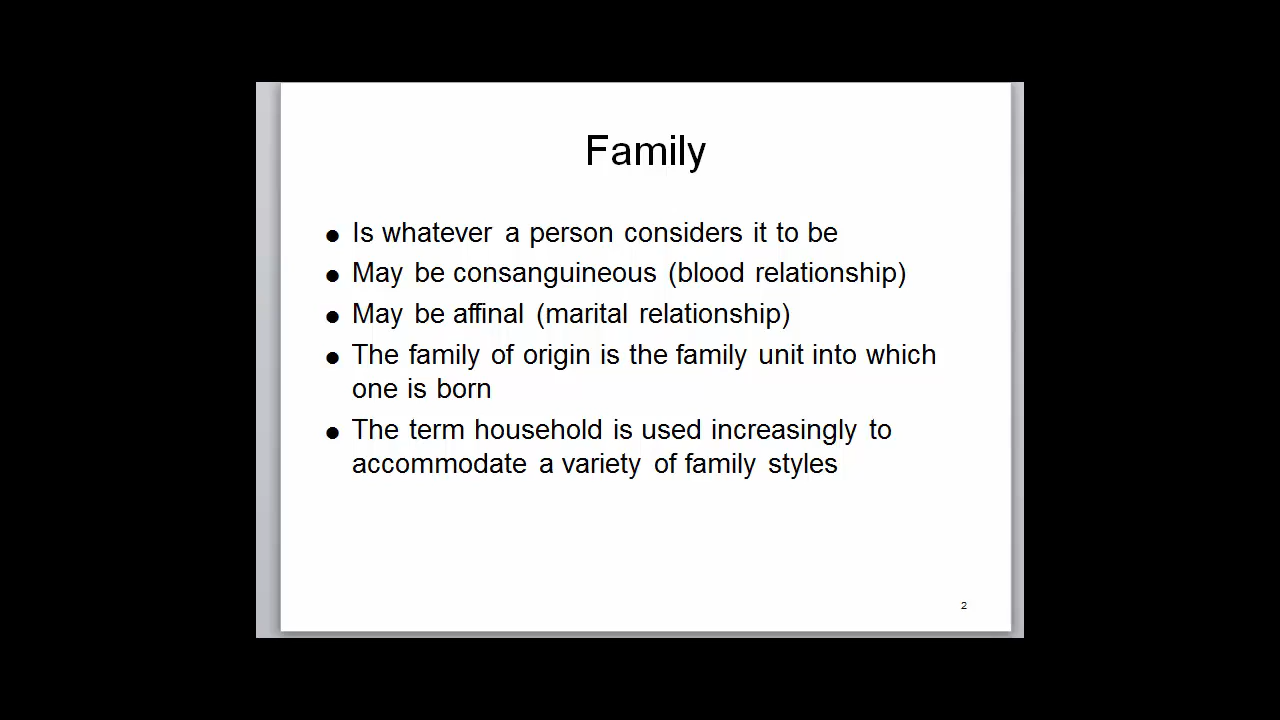 Family
● Is whatever a person considers it to be
● May be consanguineous (blood relationship)
● May be affinal (marital relationship)
● The family of origin is the family unit into which
one is born
● The term household is used increasingly to
accommodate a variety of family styles
2